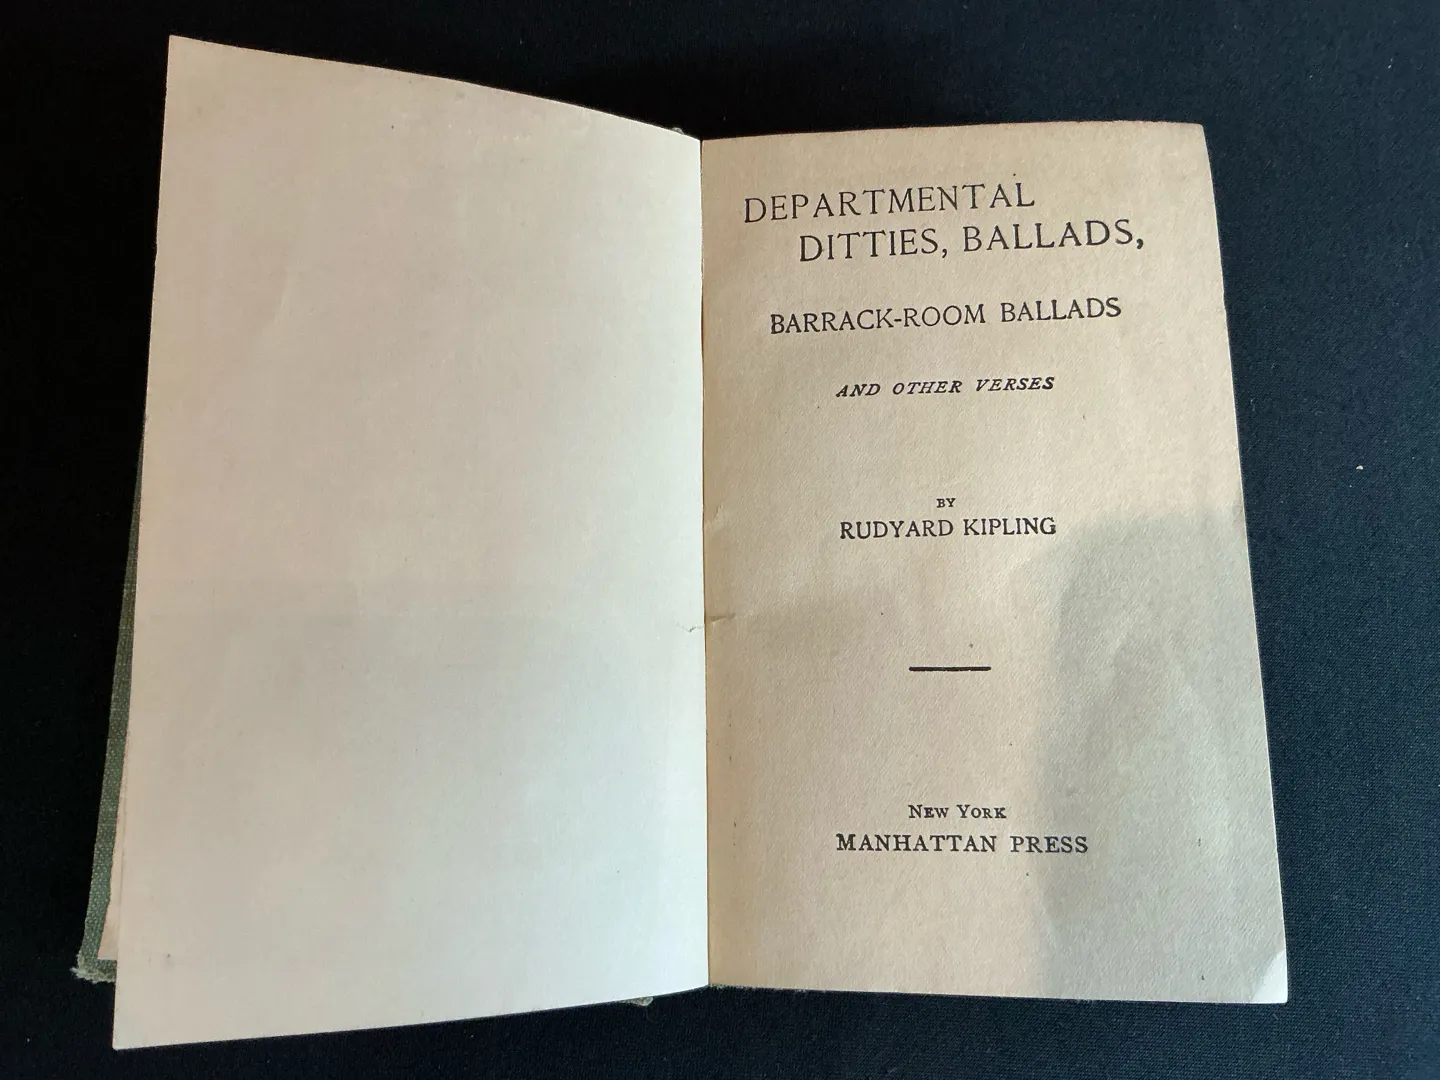 DEPARTMENTAL
DITTIES, BALLADS,
BARRACK-ROOM BALLADS
AND OTHER VERSES
BY
RUDYARD KIPLING
NEW YORK
MANHATTAN PRESS